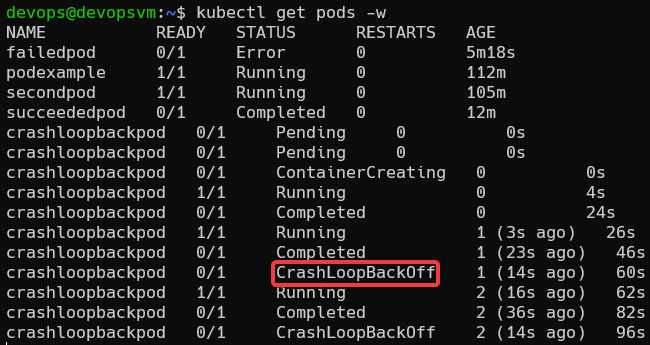 devops@devopsvm:~$ kubectl get pods -w
NAME           READY   STATUS      RESTARTS   AGE
failedpod      0/1     Error       0          5m18s
podexample     1/1     Running     0          112m
secondpod      1/1     Running     0          105m
succeededpod   0/1     Completed   0          12m
crashloopbackpod   0/1     Pending     0          0s
crashloopbackpod   0/1     Pending     0          0s
crashloopbackpod   0/1     ContainerCreating   0          0s
crashloopbackpod   1/1     Running             0          4s
crashloopbackpod   0/1     Completed           0          24s
crashloopbackpod   1/1     Running             1 (3s ago)   26s
crashloopbackpod   0/1     Completed           1 (23s ago)   46s
crashloopbackpod   0/1     CrashLoopBackOff    1 (14s ago)   60s
crashloopbackpod   1/1     Running             2 (16s ago)   62s
crashloopbackpod   0/1     Completed           2 (36s ago)   82s
crashloopbackpod   0/1     CrashLoopBackOff    2 (14s ago)   96s